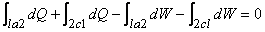 ∫_{1a2} dQ + ∫_{2c1} dQ − ∫_{1a2} dW − ∫_{2c1} dW = 0